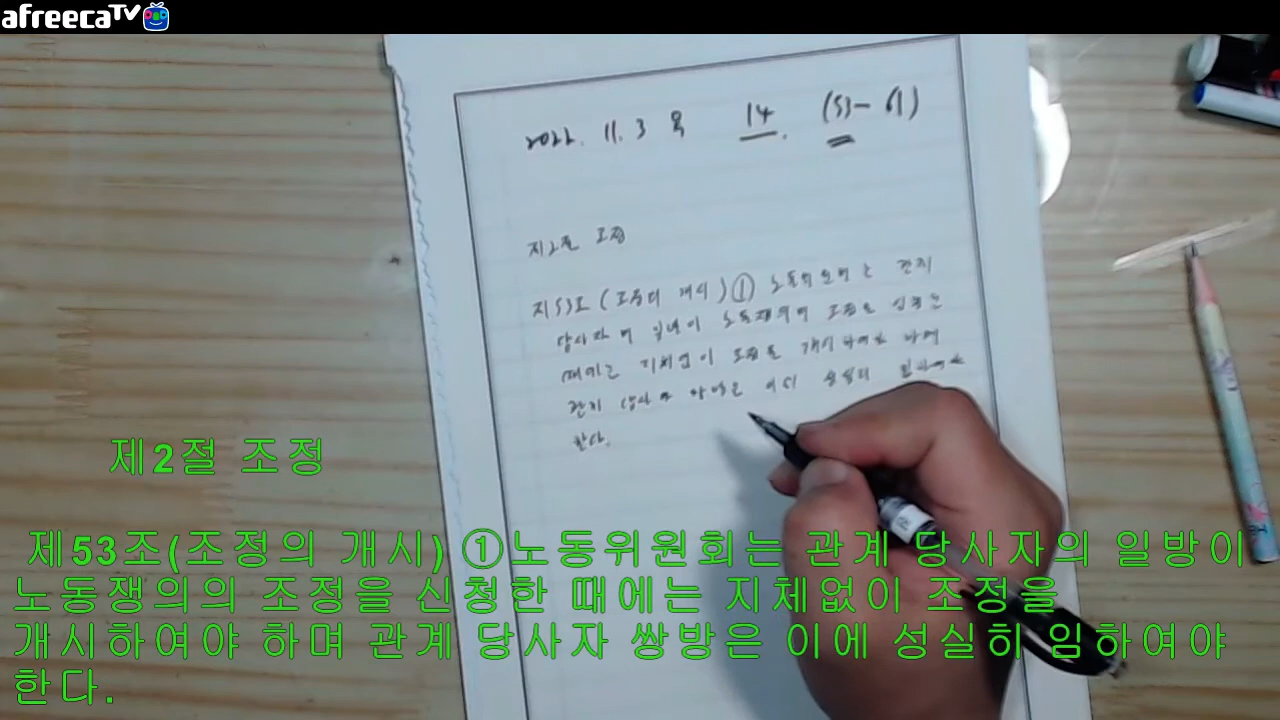 afreecaTV
2022. 11. 3 목 14. (53-61)
제2절 조정
제53조(조정의 개시) ① 노동위원회는 관계
당사자의 일방이 노동쟁의의 조정을 신청한
때에는 지체없이 조정을 개시하여야 하며
관계 당사자 쌍방은 이에 성실히 임하여야
한다.
제2절 조정
제53조(조정의 개시) ①노동위원회는 관계 당사자의 일방이
노동쟁의의 조정을 신청한 때에는 지체없이 조정을
개시하여야 하며 관계 당사자 쌍방은 이에 성실히 임하여야
한다.